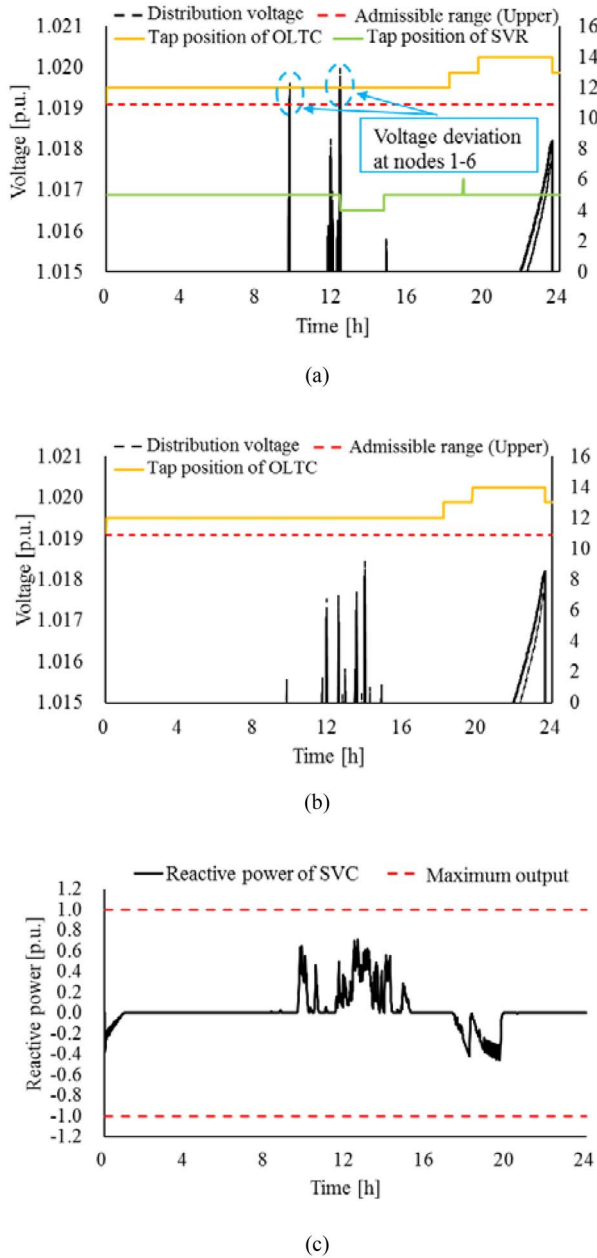 Distribution voltage Admissible range (Upper)
Tap position of OLTC Tap position of SVR
1.021
1.020
1.019
1.018
1.017
1.016
1.015
Voltage [p.u.]
16
14
12
10
8
6
4
2
0
Voltage deviation
at nodes 1-6
0 4 8 12 16 20 24
Time [h]
(a)
Distribution voltage Admissible range (Upper)
Tap position of OLTC
1.021
1.020
1.019
1.018
1.017
1.016
1.015
Voltage [p.u.]
16
14
12
10
8
6
4
2
0
0 4 8 12 16 20 24
Time [h]
(b)
Reactive power of SVC Maximum output
1.2
1.0
0.8
0.6
0.4
0.2
0.0
-0.2
-0.4
-0.6
-0.8
-1.0
-1.2
Reactive power [p.u.]
0 4 8 12 16 20 24
Time [h]
(c)